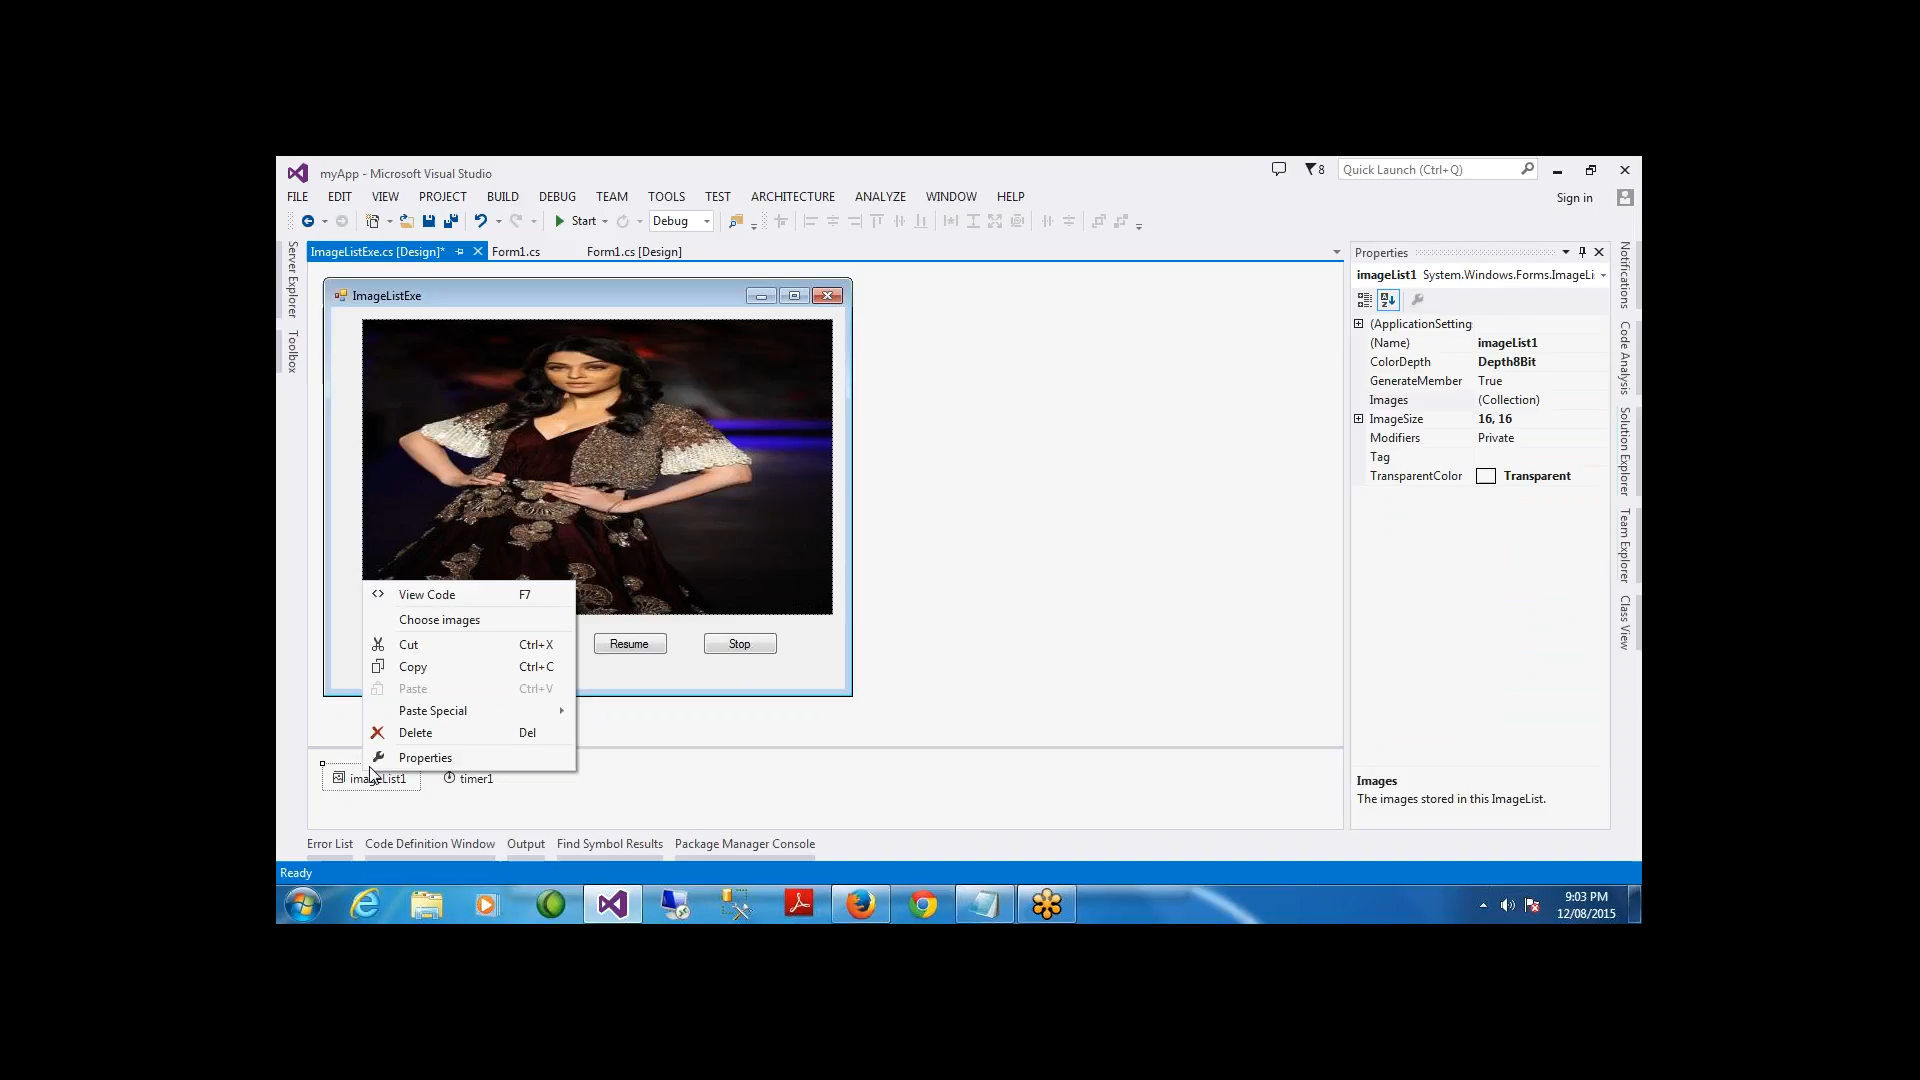 myApp - Microsoft Visual Studio
8
Quick Launch (Ctrl+Q)
FILE EDIT VIEW PROJECT BUILD DEBUG TEAM TOOLS TEST ARCHITECTURE ANALYZE WINDOW HELP
Sign in
Start
Debug
Server Explorer
Toolbox
ImageListExe.cs [Design]*
Form1.cs
Form1.cs [Design]
ImageListExe
Resume
Stop
View Code F7
Choose images
Cut Ctrl+X
Copy Ctrl+C
Paste Ctrl+V
Paste Special
Delete Del
Properties
imageList1
timer1
Properties
imageList1 System.Windows.Forms.ImageLi
(ApplicationSetting
(Name) imageList1
ColorDepth Depth8Bit
GenerateMember True
Images (Collection)
ImageSize 16, 16
Modifiers Private
Tag
TransparentColor Transparent
Images
The images stored in this ImageList.
Notifications
Code Analysis
Solution Explorer
Team Explorer
Class View
Error List Code Definition Window Output Find Symbol Results Package Manager Console
Ready
9:03 PM
12/08/2015